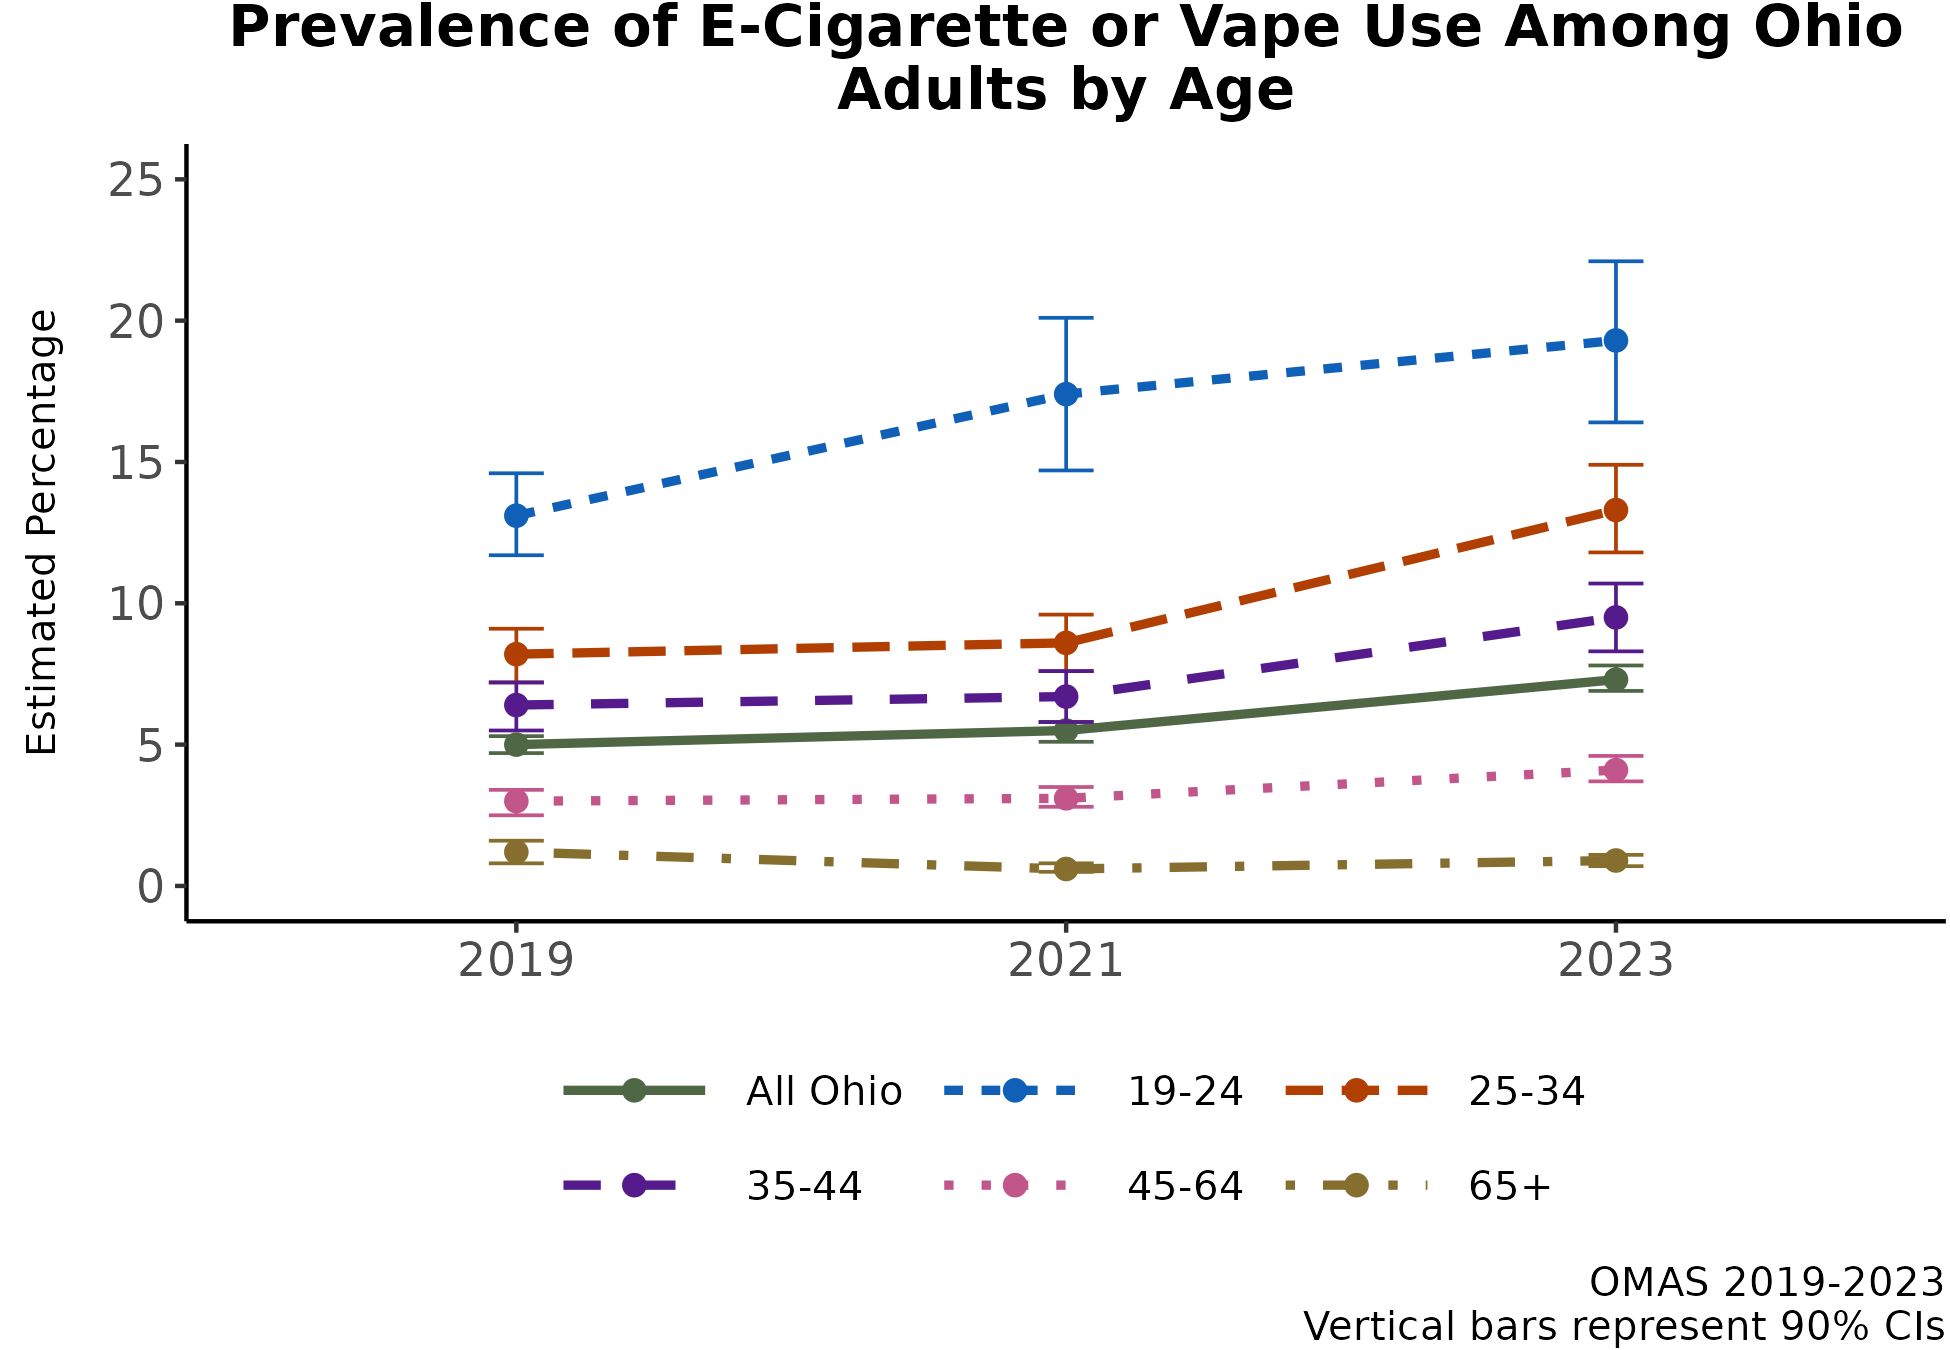 Prevalence of E-Cigarette or Vape Use Among Ohio
Adults by Age
Estimated Percentage
25
20
15
10
5
0
2019 2021 2023
All Ohio 19-24 25-34
35-44 45-64 65+
OMAS 2019-2023
Vertical bars represent 90% CIs